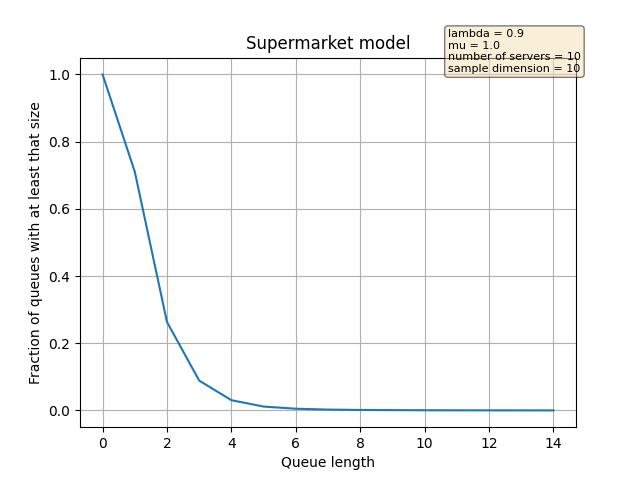 Supermarket model
lambda = 0.9
mu = 1.0
number of servers = 10
sample dimension = 10
Fraction of queues with at least that size
1.0
0.8
0.6
0.4
0.2
0.0
0 2 4 6 8 10 12 14
Queue length